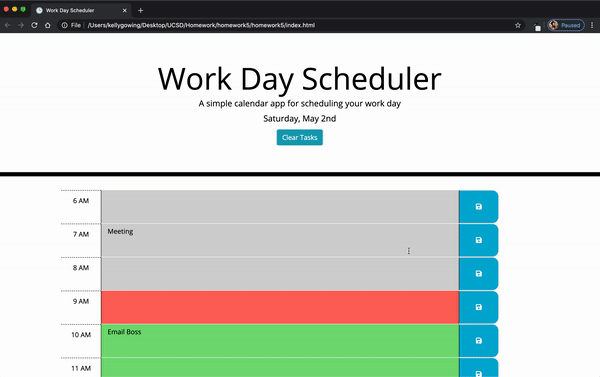 Work Day Scheduler
File /Users/kellygowing/Desktop/UCSD/Homework/homework5/homework5/index.html
Paused
Work Day Scheduler
A simple calendar app for scheduling your work day
Saturday, May 2nd
Clear Tasks
6 AM
7 AM Meeting
8 AM
9 AM
10 AM Email Boss
11 AM